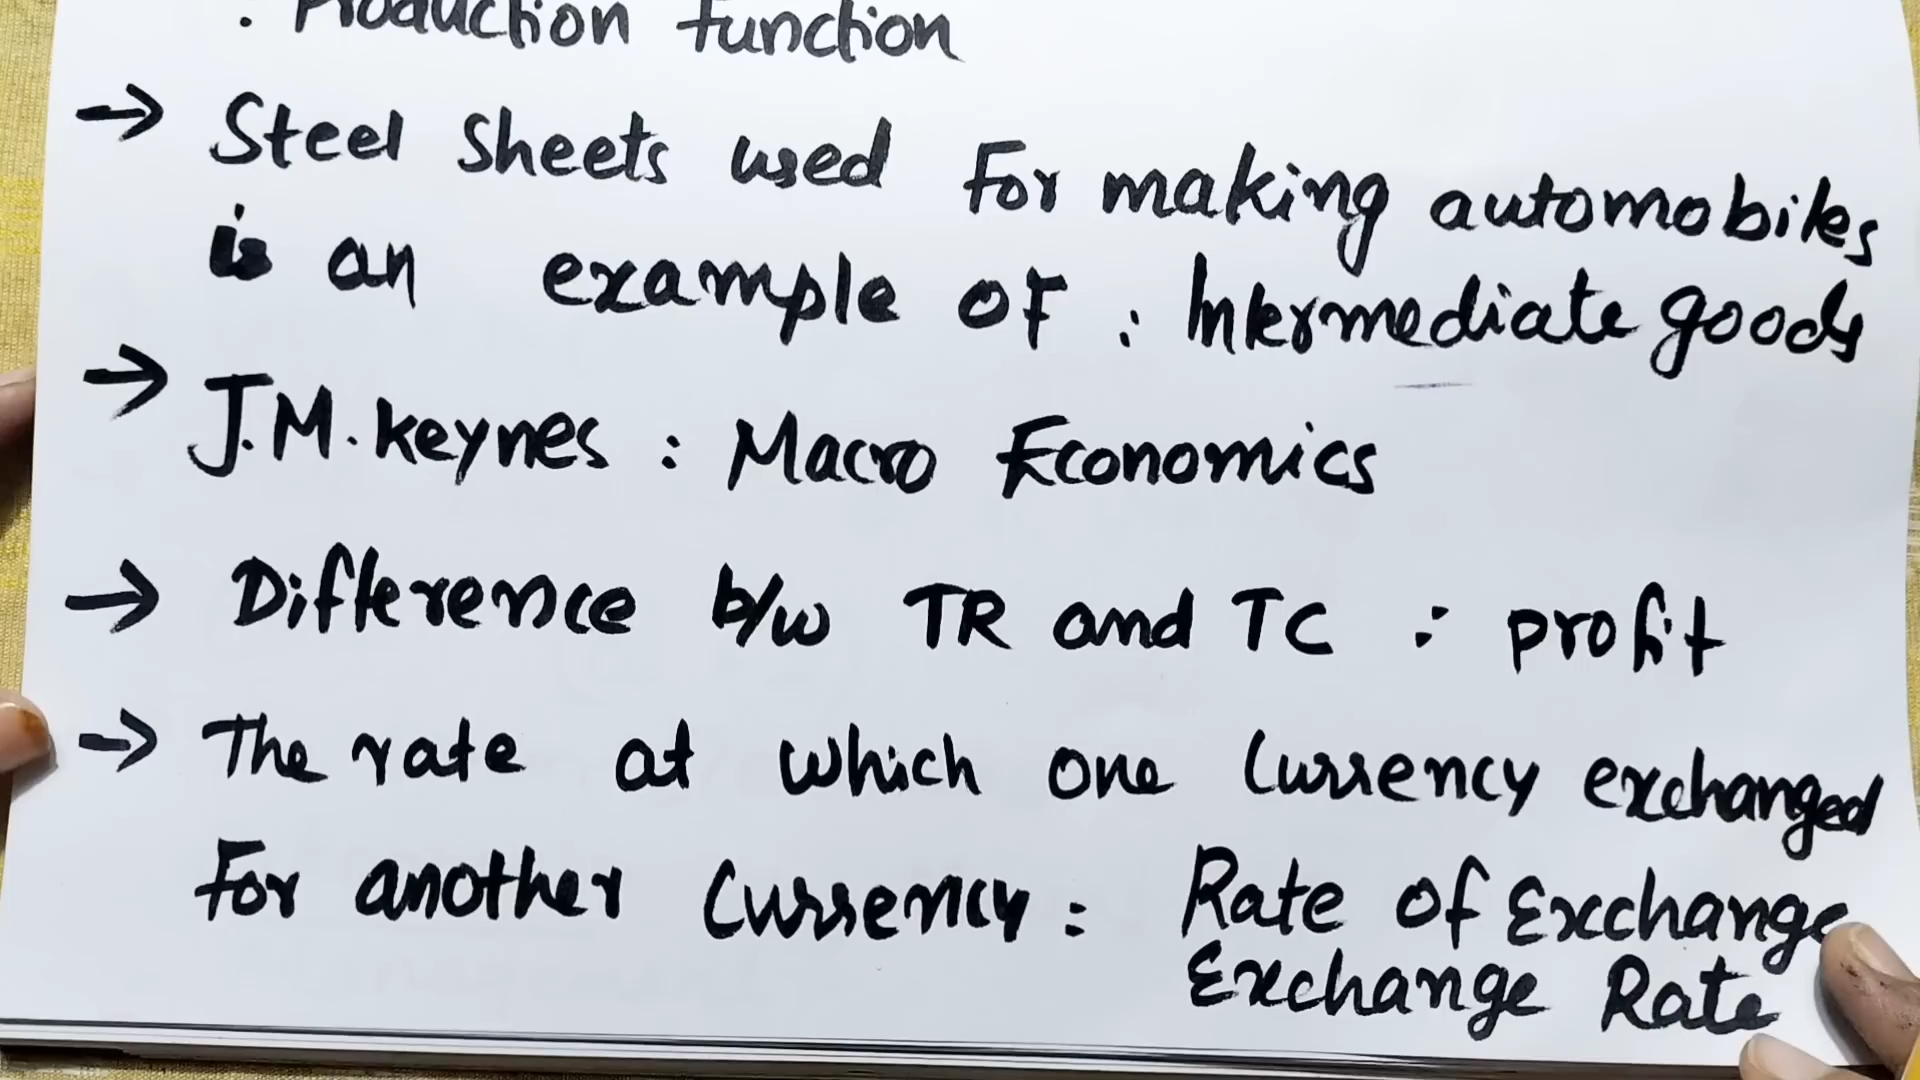 : Production function
→ Steel sheets used For making automobiles
is an example of : Intermediate goods
→ J.M. Keynes : Macro Economics
→ Difference b/w TR and TC : profit
→ The rate at which one Currency exchanged
For another Currency : Rate of Exchange
Exchange Rate